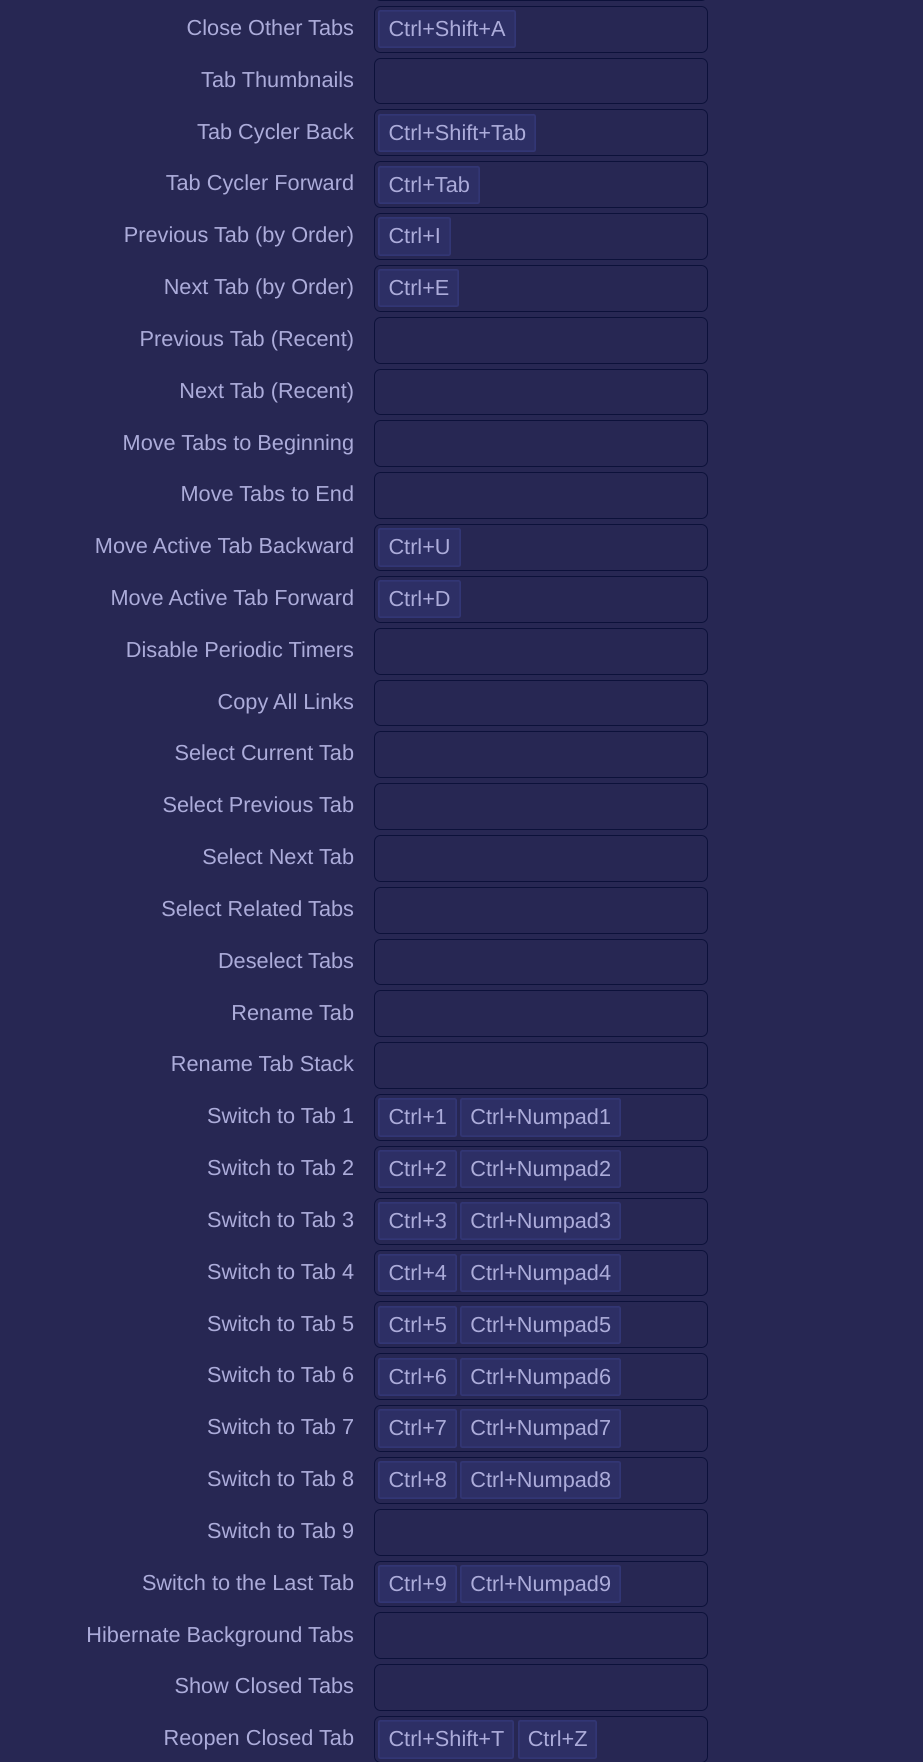 Close Other Tabs Ctrl+Shift+A
Tab Thumbnails
Tab Cycler Back Ctrl+Shift+Tab
Tab Cycler Forward Ctrl+Tab
Previous Tab (by Order) Ctrl+I
Next Tab (by Order) Ctrl+E
Previous Tab (Recent)
Next Tab (Recent)
Move Tabs to Beginning
Move Tabs to End
Move Active Tab Backward Ctrl+U
Move Active Tab Forward Ctrl+D
Disable Periodic Timers
Copy All Links
Select Current Tab
Select Previous Tab
Select Next Tab
Select Related Tabs
Deselect Tabs
Rename Tab
Rename Tab Stack
Switch to Tab 1 Ctrl+1 Ctrl+Numpad1
Switch to Tab 2 Ctrl+2 Ctrl+Numpad2
Switch to Tab 3 Ctrl+3 Ctrl+Numpad3
Switch to Tab 4 Ctrl+4 Ctrl+Numpad4
Switch to Tab 5 Ctrl+5 Ctrl+Numpad5
Switch to Tab 6 Ctrl+6 Ctrl+Numpad6
Switch to Tab 7 Ctrl+7 Ctrl+Numpad7
Switch to Tab 8 Ctrl+8 Ctrl+Numpad8
Switch to Tab 9
Switch to the Last Tab Ctrl+9 Ctrl+Numpad9
Hibernate Background Tabs
Show Closed Tabs
Reopen Closed Tab Ctrl+Shift+T Ctrl+Z